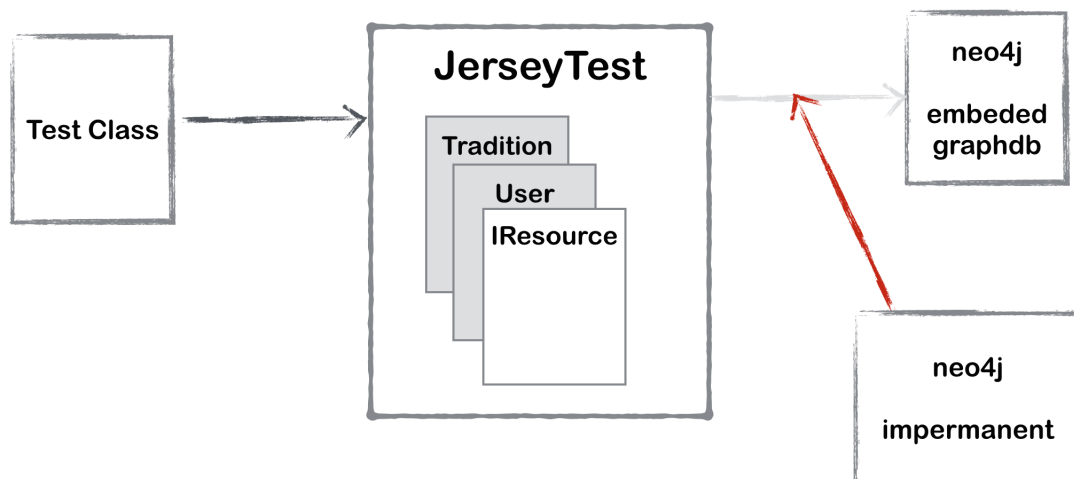 Test Class
JerseyTest
Tradition
User
IResource
neo4j
embeded
graphdb
neo4j
impermanent